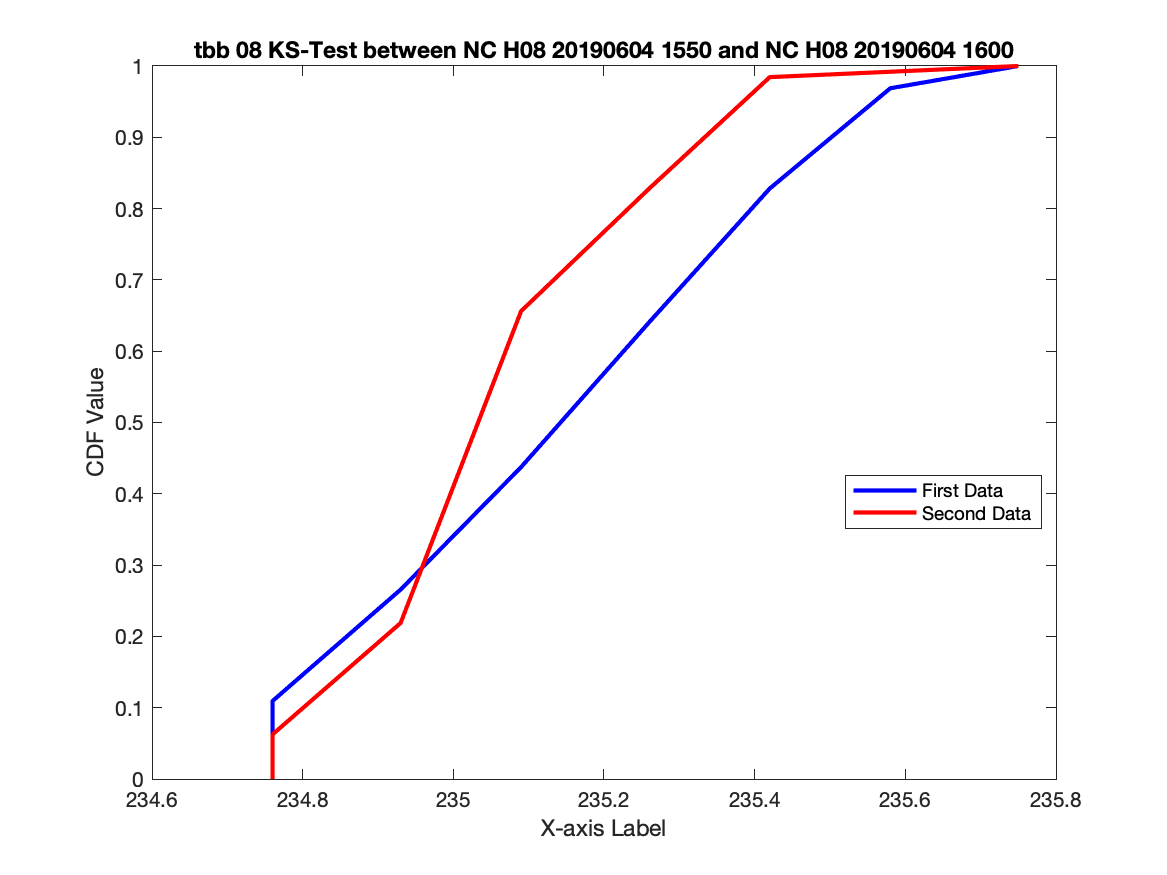 tbb 08 KS-Test between NC H08 20190604 1550 and NC H08 20190604 1600
1
0.9
0.8
0.7
0.6
0.5
0.4
0.3
0.2
0.1
0
CDF Value
First Data
Second Data
234.6 234.8 235 235.2 235.4 235.6 235.8
X-axis Label